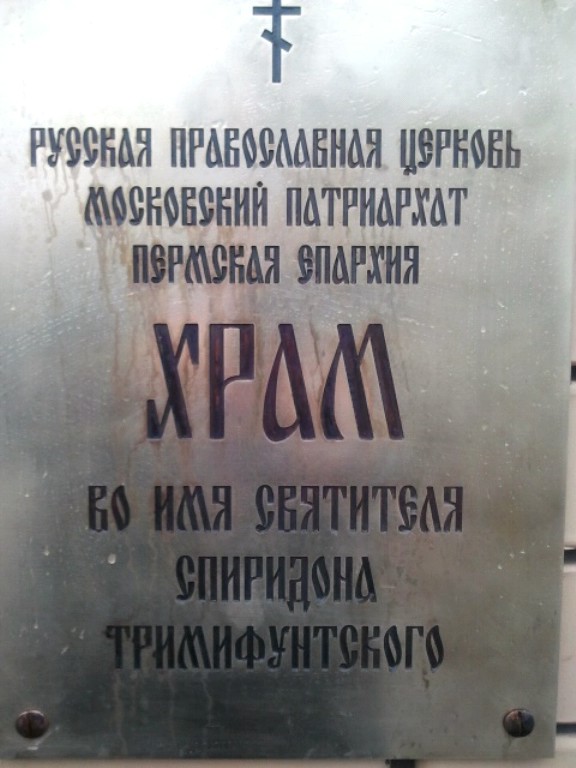 РУССКАЯ ПРАВОСЛАВНАЯ ЦЕРКОВЬ
МОСКОВСКИЙ ПАТРИАРХАТ
ПЕРМСКАЯ ЕПАРХИЯ
ХРАМ
ВО ИМЯ СВЯТИТЕЛЯ
СПИРИДОНА
ТРИМИФУНТСКОГО